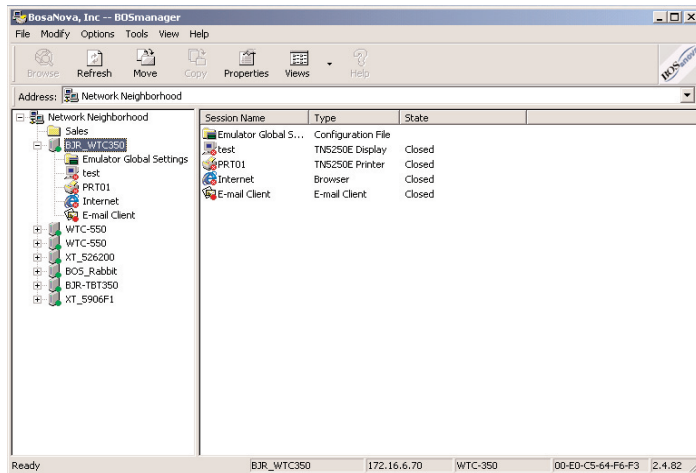 BosaNova, Inc -- BOSmanager
File Modify Options Tools View Help
Browse Refresh Move Copy Properties Views Help
BOSanova
Address: Network Neighborhood
Network Neighborhood
Sales
BJR_WTC350
Emulator Global Settings
test
PRT01
Internet
E-mail Client
WTC-550
WTC-550
XT_526200
BOS_Rabbit
BJR-TBT350
XT_5906F1
Session Name Type State
Emulator Global S... Configuration File
test TN5250E Display Closed
PRT01 TN5250E Printer Closed
Internet Browser Closed
E-mail Client E-mail Client Closed
Ready BJR_WTC350 172.16.6.70 WTC-350 00-E0-C5-64-F6-F3 2.4.82